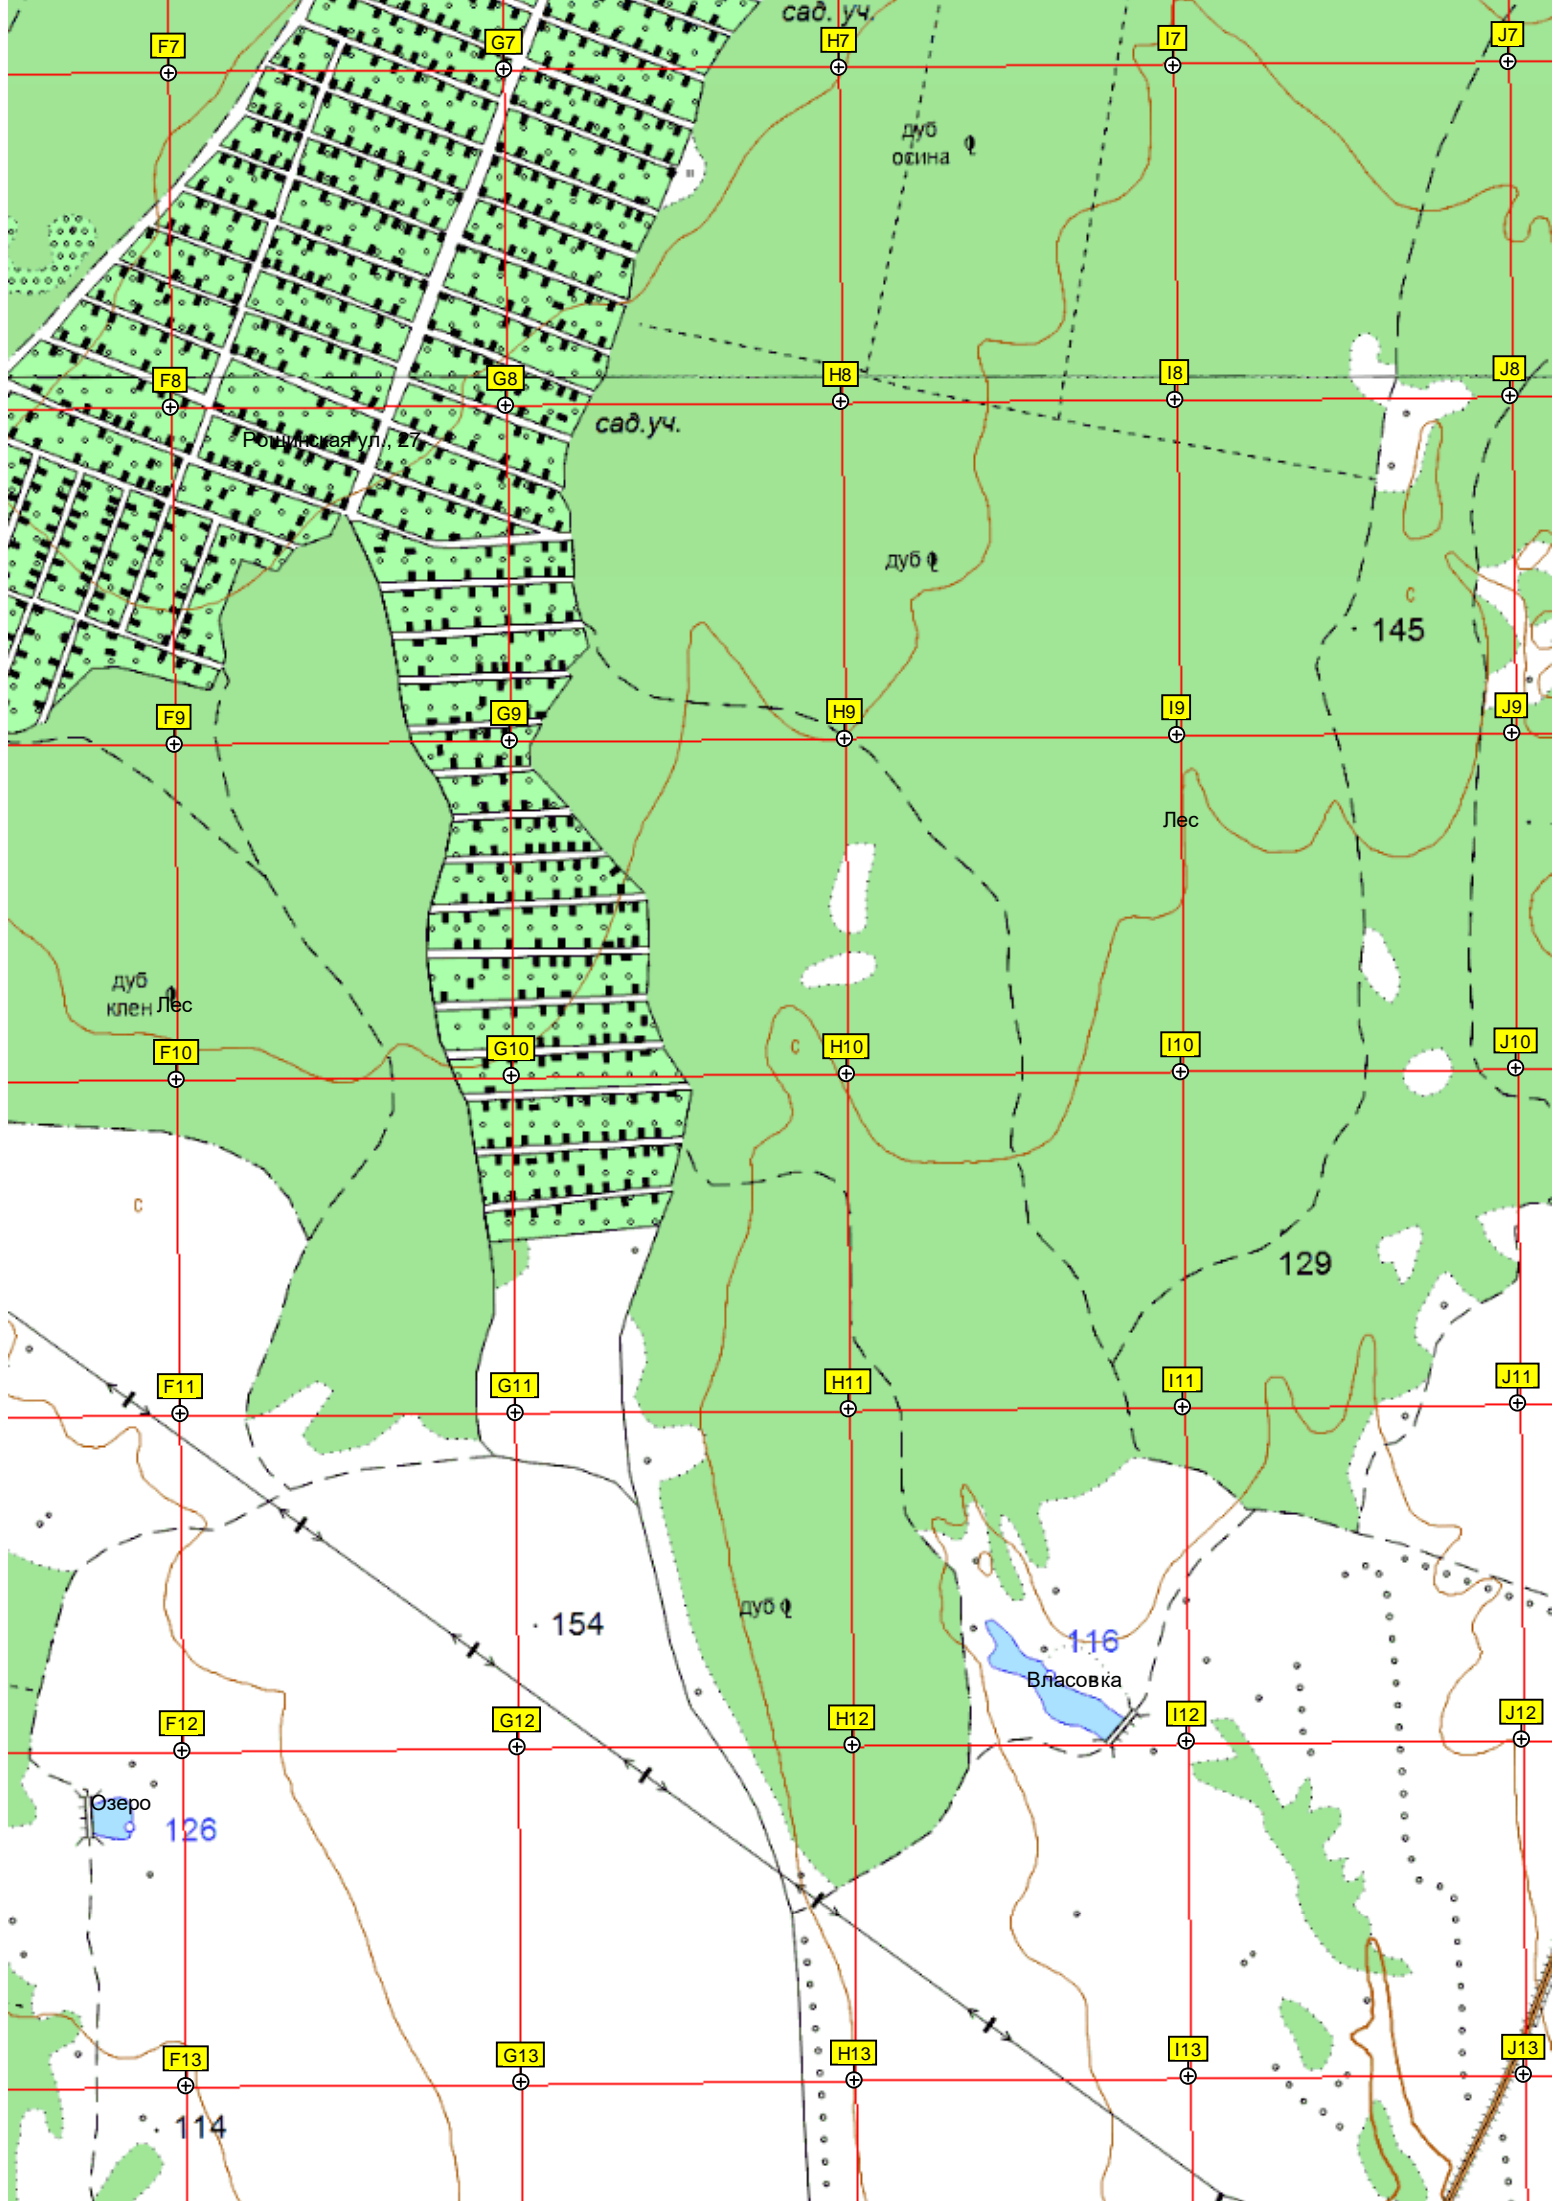 сад. уч.
F7
G7
H7
I7
J7
дуб
осина
F8
G8
H8
I8
J8
сад.уч.
Рощинская ул., 27
дуб
с
145
F9
G9
H9
I9
J9
Лес
дуб
клен
Лес
F10
G10
с
H10
I10
J10
с
129
F11
G11
H11
I11
J11
дуб
154
116
Власовка
F12
G12
H12
I12
J12
Озеро
126
F13
G13
H13
I13
J13
114